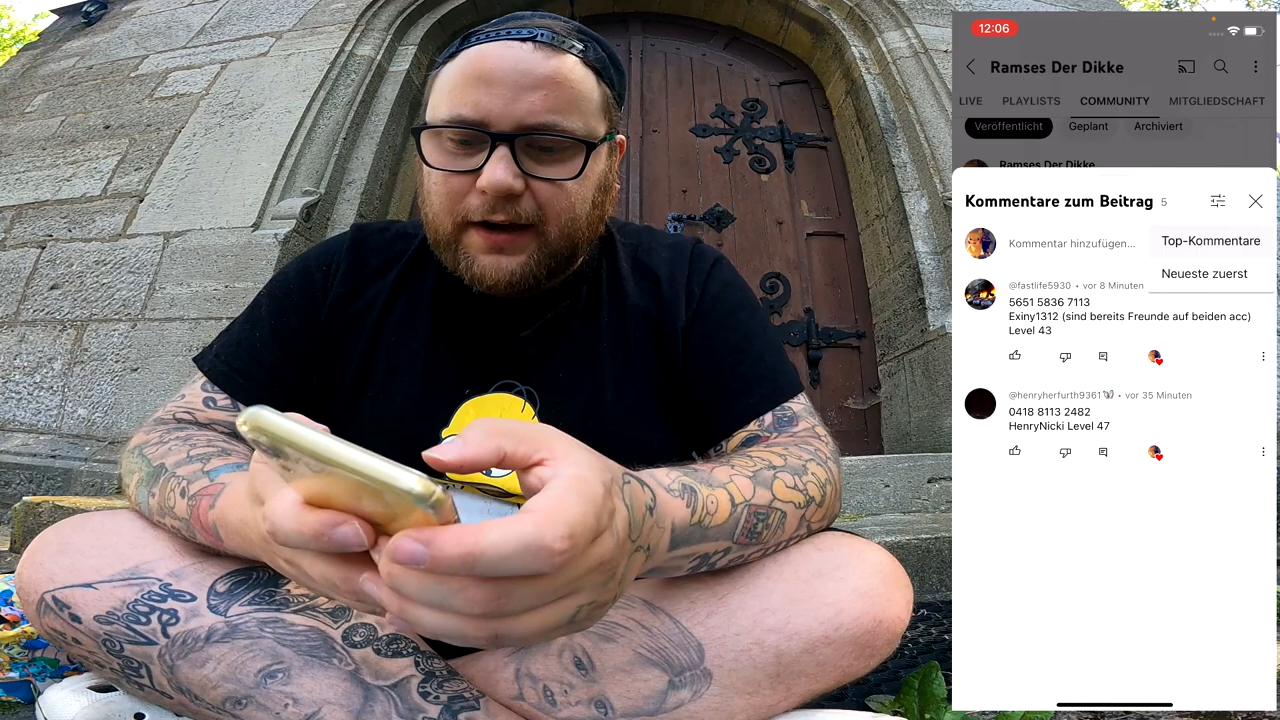 12:06
Ramses Der Dikke
LIVE PLAYLISTS COMMUNITY MITGLIEDSCHAFT
Veröffentlicht Geplant Archiviert
Ramses Der Dikke
Kommentare zum Beitrag 5
Kommentar hinzufügen...
Top-Kommentare
Neueste zuerst
@fastlife5930 • vor 8 Minuten
5651 5836 7113
Exiny1312 (sind bereits Freunde auf beiden acc)
Level 43
@henryherfurth9361 • vor 35 Minuten
0418 8113 2482
HenryNicki Level 47
Vegas